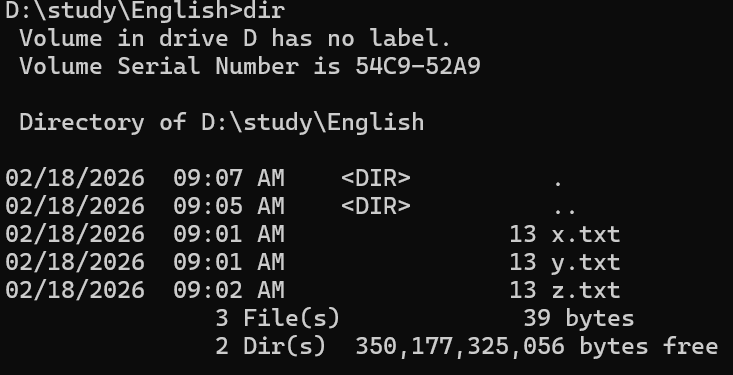 D:\study\English>dir
 Volume in drive D has no label.
 Volume Serial Number is 54C9-52A9

 Directory of D:\study\English

02/18/2026  09:07 AM    <DIR>          .
02/18/2026  09:05 AM    <DIR>          ..
02/18/2026  09:01 AM                13 x.txt
02/18/2026  09:01 AM                13 y.txt
02/18/2026  09:02 AM                13 z.txt
               3 File(s)             39 bytes
               2 Dir(s)  350,177,325,056 bytes free